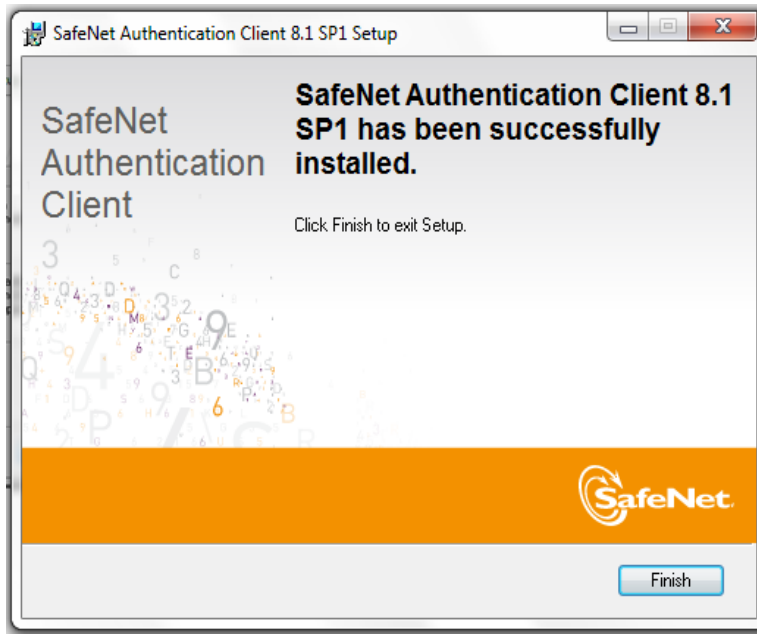 SafeNet Authentication Client 8.1 SP1 Setup
SafeNet
Authentication
Client
SafeNet Authentication Client 8.1
SP1 has been successfully
installed.
Click Finish to exit Setup.
SafeNet.
Finish